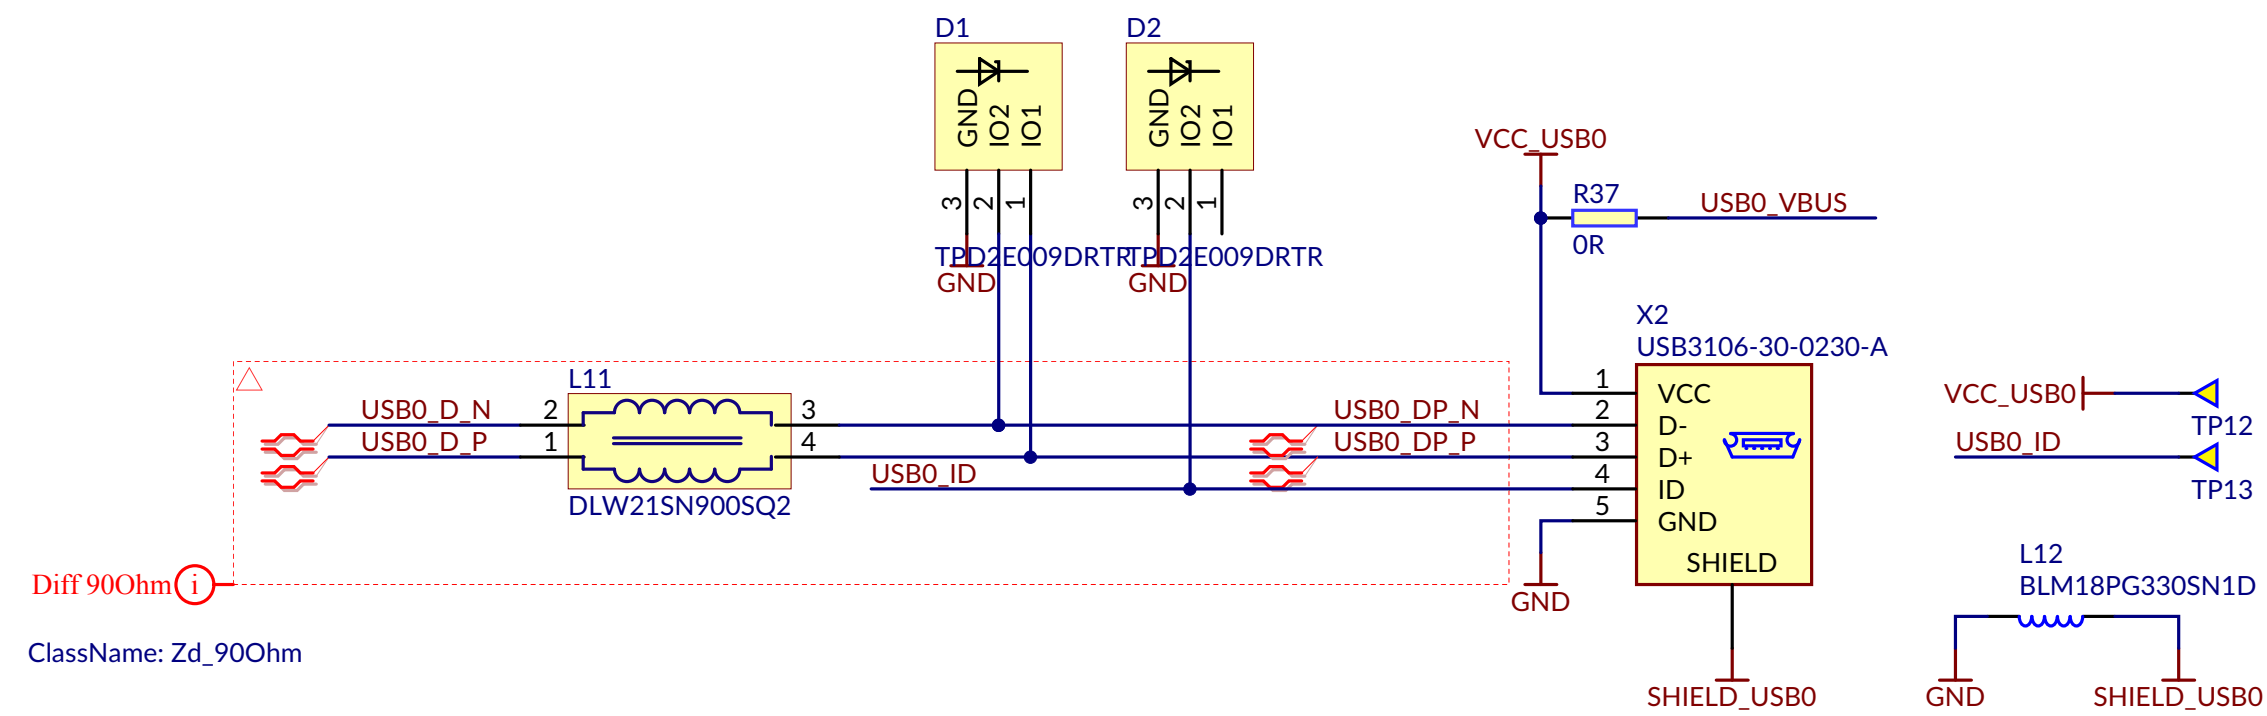 D1
D2
GND
IO2
IO1
GND
IO2
IO1
3
2
1
3
2
1
TPD2E009DRTR
TPD2E009DRTR
GND
GND
VCC_USB0
R37
USB0_VBUS
0R
X2
USB3106-30-0230-A
L11
USB0_D_N
2
3
USB0_D_P
1
4
DLW21SN900SQ2
USB0_ID
USB0_DP_N
USB0_DP_P
1
VCC
2
D-
3
D+
4
ID
5
GND
SHIELD
GND
SHIELD_USB0
VCC_USB0
TP12
USB0_ID
TP13
L12
BLM18PG330SN1D
GND
SHIELD_USB0
Diff 90Ohm
i
ClassName: Zd_90Ohm